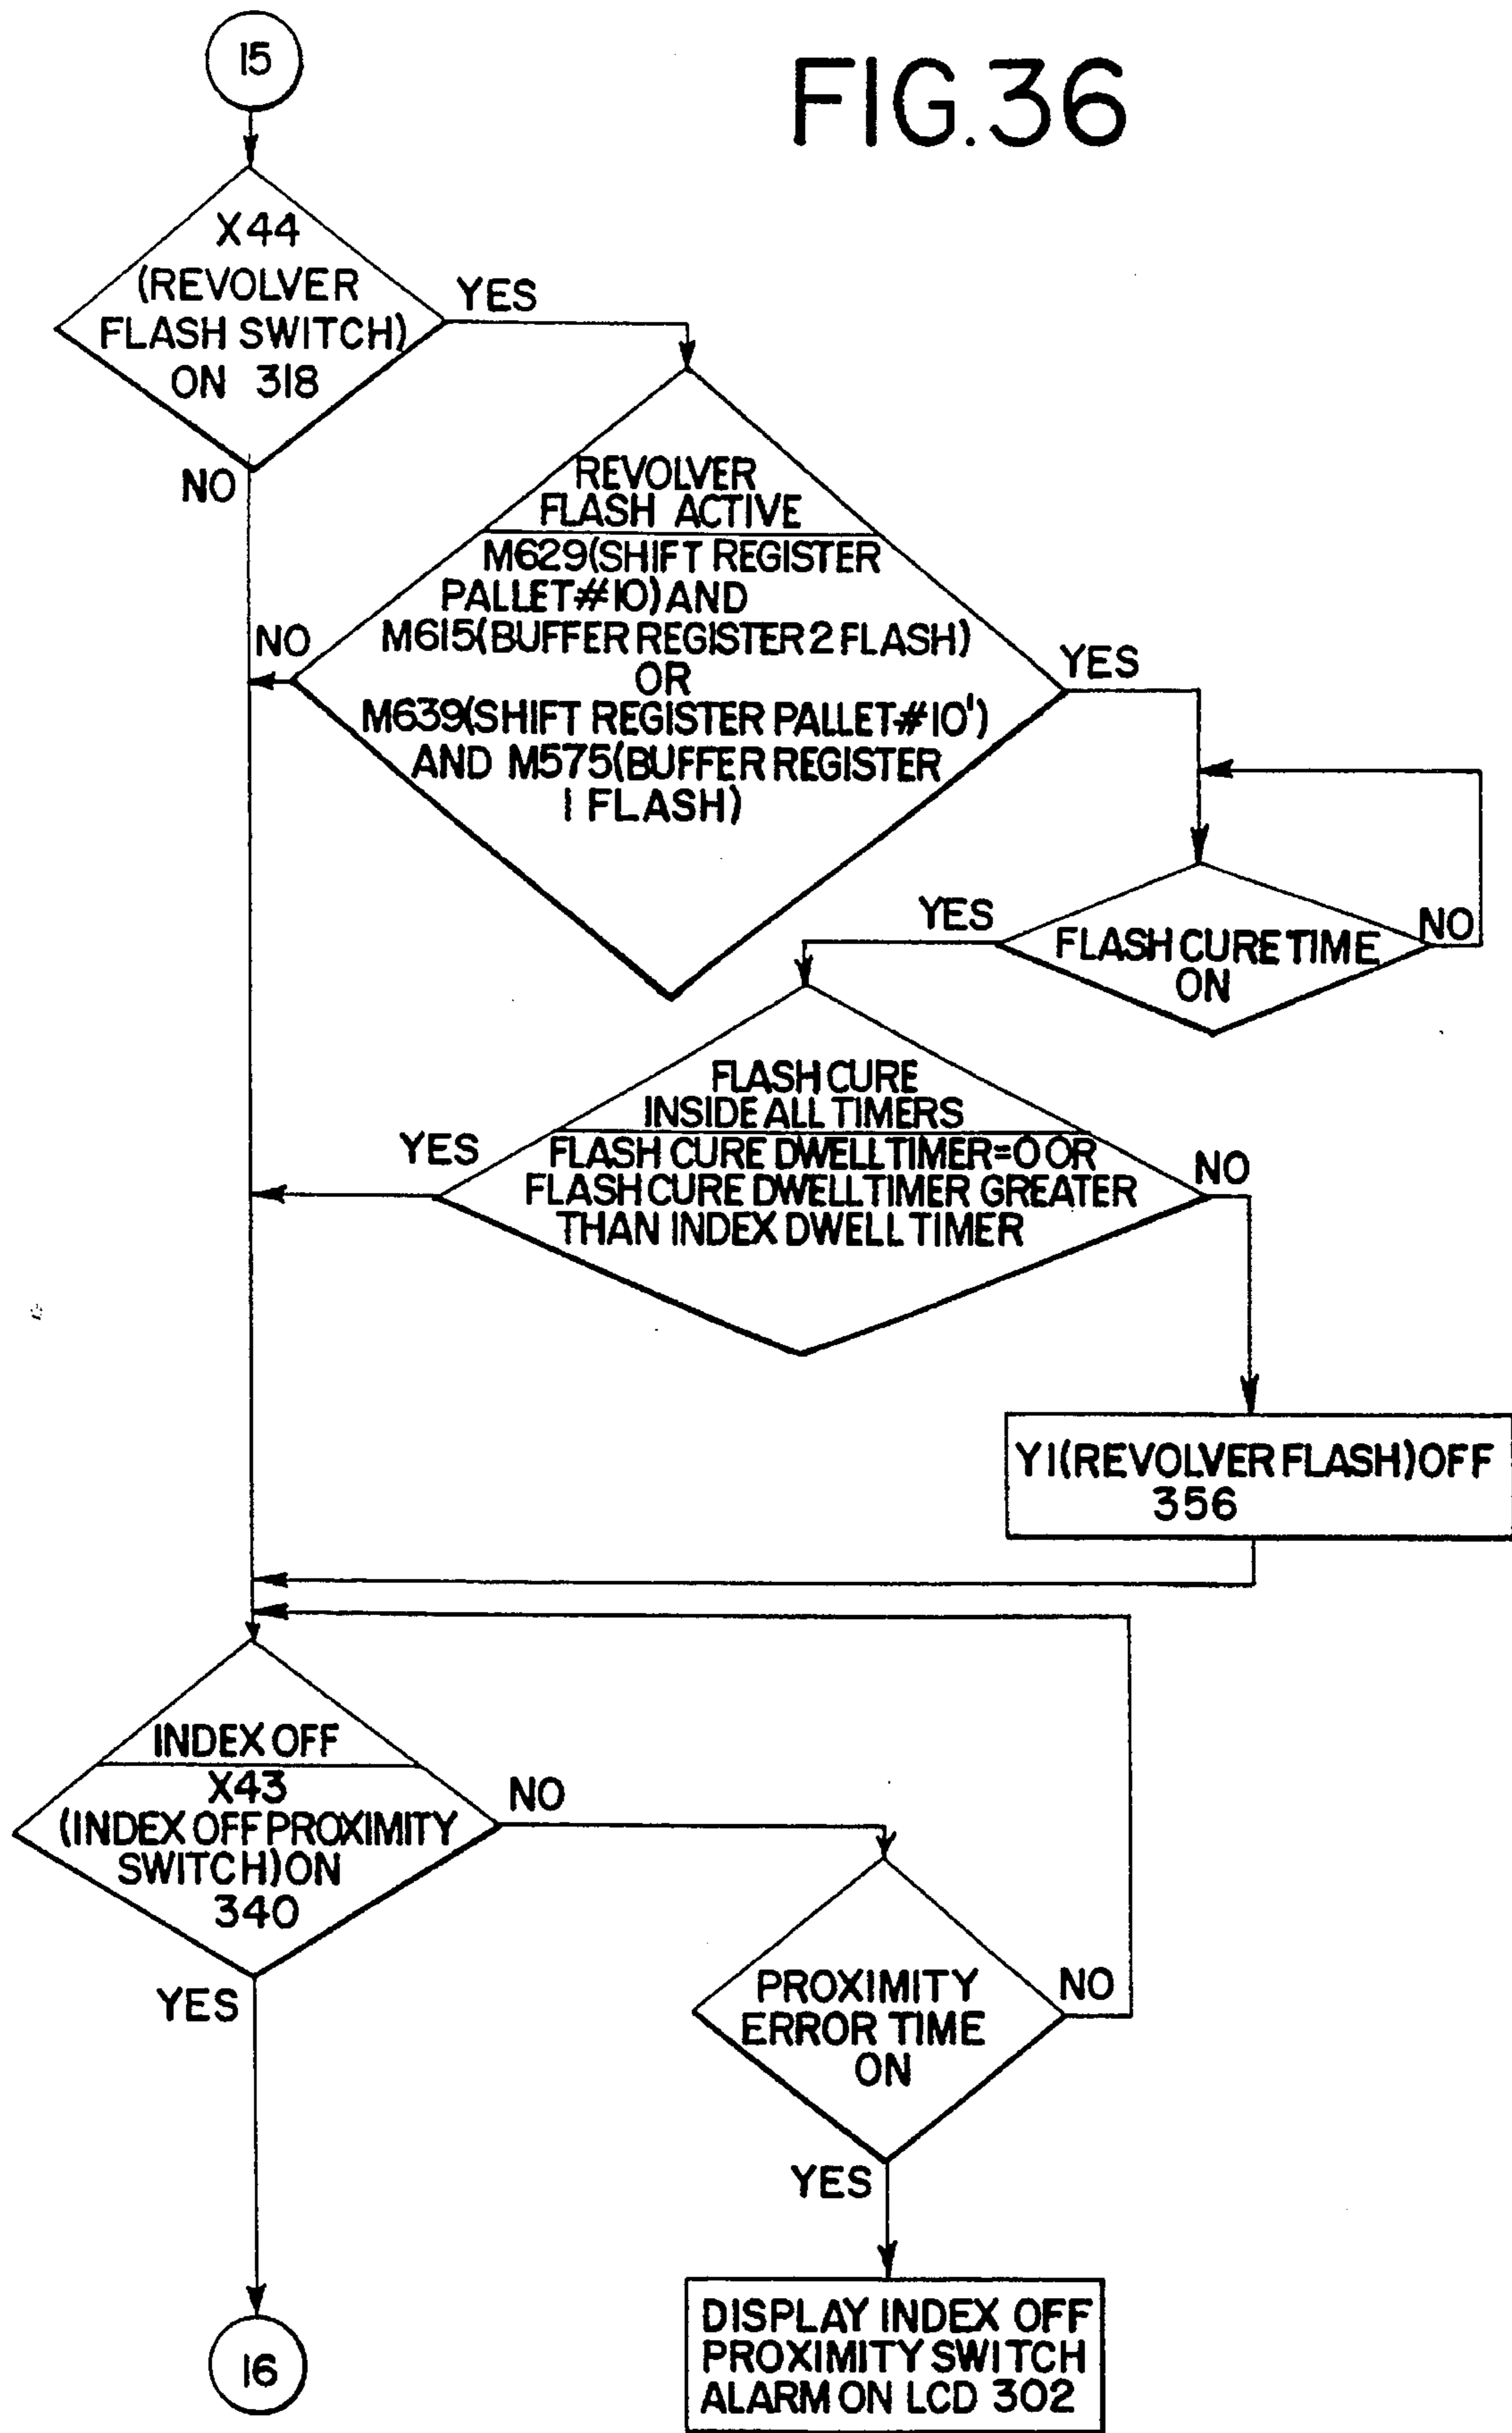 15
FIG.36
X44
(REVOLVER
FLASH SWITCH)
ON 318
YES
NO
REVOLVER
FLASH ACTIVE
M629(SHIFT REGISTER
PALLET#10)AND
M615(BUFFER REGISTER 2 FLASH)
OR
M639(SHIFT REGISTER PALLET#10')
AND M575(BUFFER REGISTER
1 FLASH)
NO
YES
YES
FLASH CURE TIME
ON
NO
FLASH CURE
INSIDE ALL TIMERS
FLASH CURE DWELL TIMER=0 OR
FLASH CURE DWELL TIMER GREATER
THAN INDEX DWELL TIMER
YES
NO
Y1(REVOLVER FLASH)OFF
356
INDEX OFF
X43
(INDEX OFF PROXIMITY
SWITCH)ON
340
NO
YES
PROXIMITY
ERROR TIME
ON
NO
YES
DISPLAY INDEX OFF
PROXIMITY SWITCH
ALARM ON LCD 302
16